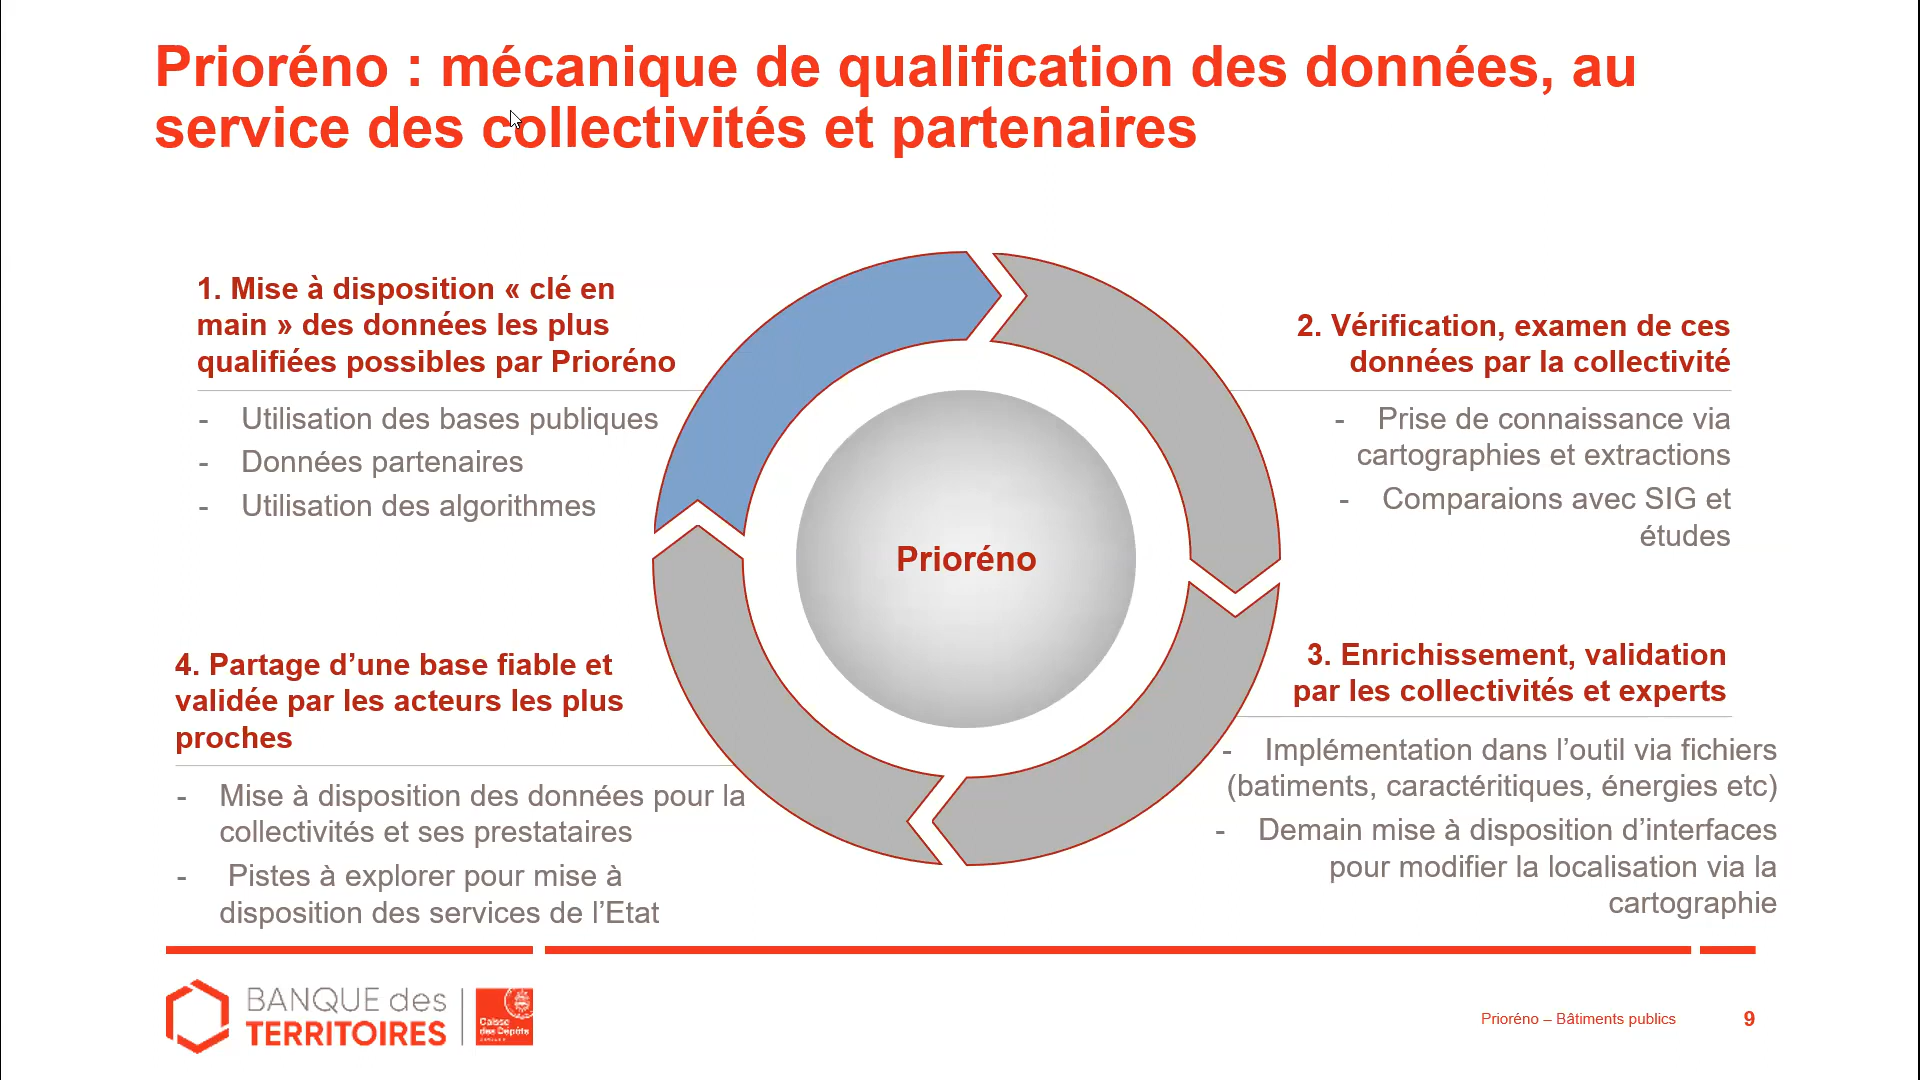 Prioréno : mécanique de qualification des données, au
service des collectivités et partenaires
1. Mise à disposition « clé en
main » des données les plus
qualifiées possibles par Prioréno
- Utilisation des bases publiques
- Données partenaires
- Utilisation des algorithmes
2. Vérification, examen de ces
données par la collectivité
- Prise de connaissance via
cartographies et extractions
- Comparaions avec SIG et
études
Prioréno
3. Enrichissement, validation
par les collectivités et experts
- Implémentation dans l’outil via fichiers
(batiments, caractéritiques, énergies etc)
- Demain mise à disposition d’interfaces
pour modifier la localisation via la
cartographie
4. Partage d’une base fiable et
validée par les acteurs les plus
proches
- Mise à disposition des données pour la
collectivités et ses prestataires
- Pistes à explorer pour mise à
disposition des services de l’Etat
BANQUE des
TERRITOIRES
Caisse
des Dépôts
Prioréno – Bâtiments publics
9